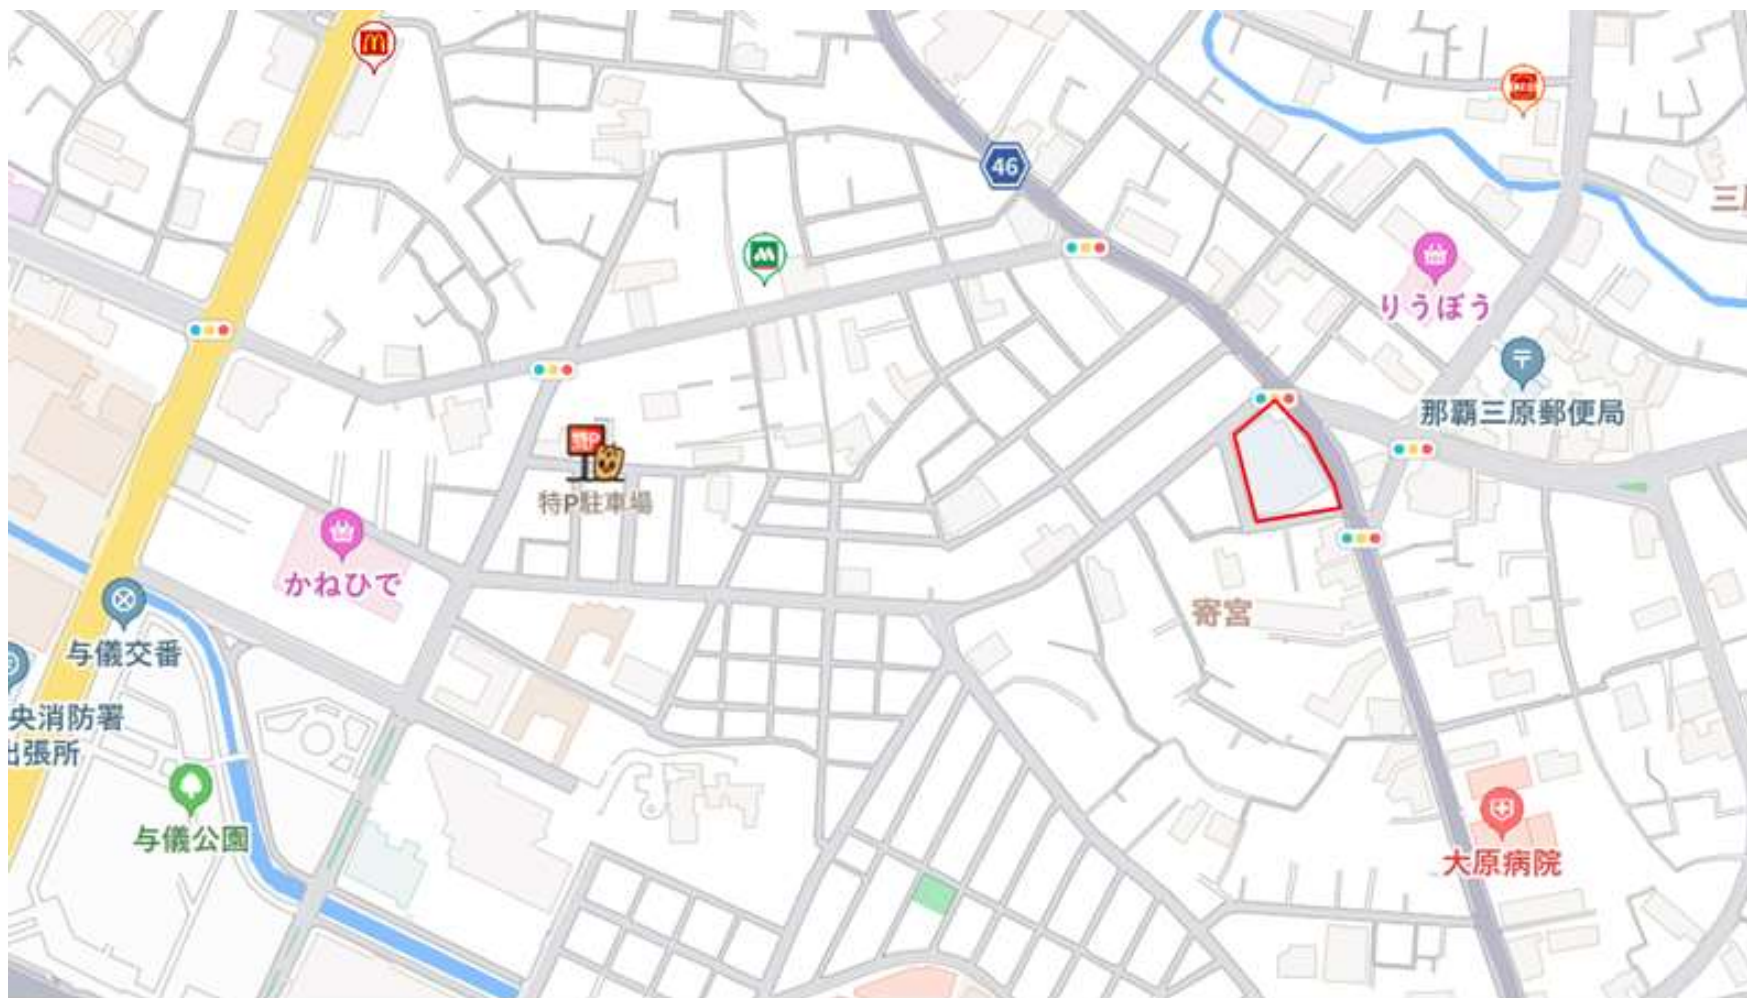 46
りうぼう
那覇三原郵便局
特P
特P駐車場
かねひで
与儀交番
寄宮
央消防署
出張所
与儀公園
大原病院